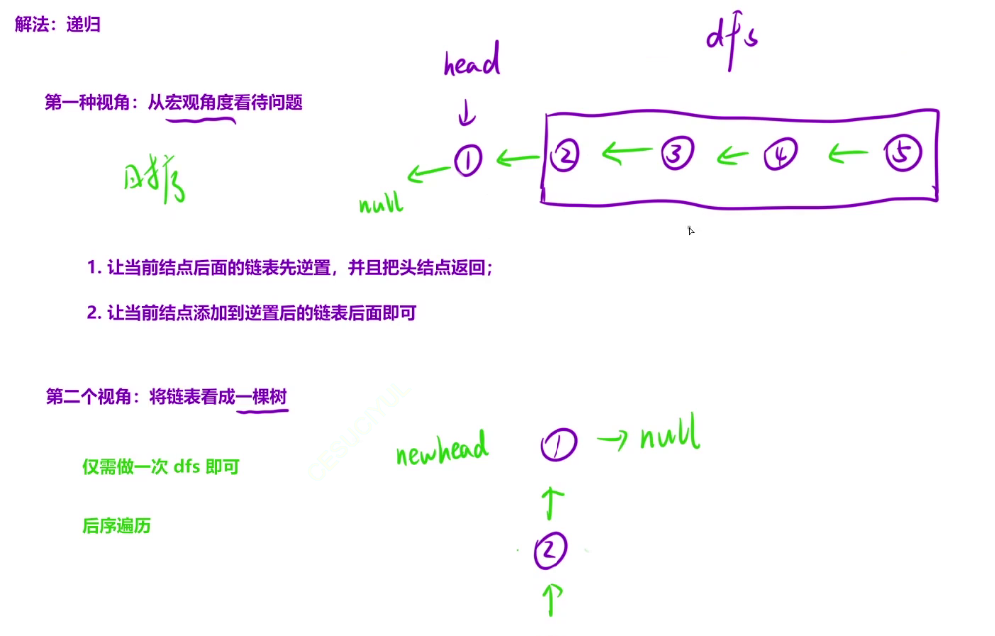 解法：递归
dfs
head
第一种视角：从宏观角度看待问题
① ② ③ ④ ⑤
null
1. 让当前结点后面的链表先逆置，并且把头结点返回；
2. 让当前结点添加到逆置后的链表后面即可
第二个视角：将链表看成一棵树
newhead ① null
仅需做一次 dfs 即可
后序遍历
②